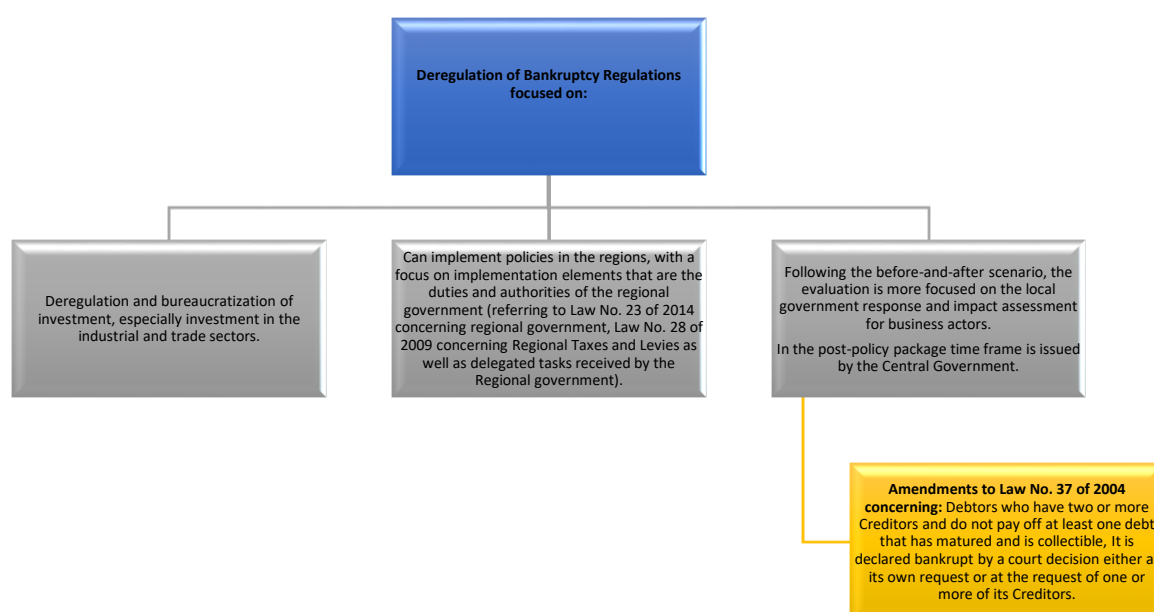 Deregulation of Bankruptcy Regulations
focused on:
Deregulation and bureaucratization of
investment, especially investment in the
industrial and trade sectors.
Can implement policies in the regions, with a
focus on implementation elements that are the
duties and authorities of the regional
government (referring to Law No. 23 of 2014
concerning regional government, Law No. 28 of
2009 concerning Regional Taxes and Levies as
well as delegated tasks received by the
Regional government).
Following the before-and-after scenario, the
evaluation is more focused on the local
government response and impact assessment
for business actors.
In the post-policy package time frame is issued
by the Central Government.
Amendments to Law No. 37 of 2004
concerning: Debtors who have two or more
Creditors and do not pay off at least one debt
that has matured and is collectible, It is
declared bankrupt by a court decision either a
its own request or at the request of one or
more of its Creditors.